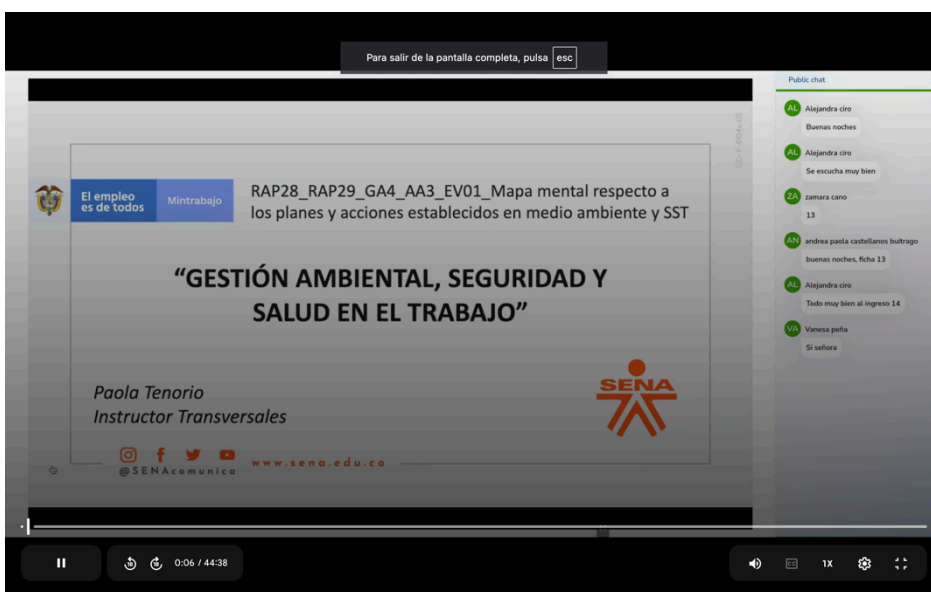 Para salir de la pantalla completa, pulsa esc
Public chat
GC-F-004v.05
El empleo
es de todos
Mintrabajo
RAP28_RAP29_GA4_AA3_EV01_Mapa mental respecto a
los planes y acciones establecidos en medio ambiente y SST
“GESTIÓN AMBIENTAL, SEGURIDAD Y
SALUD EN EL TRABAJO”
Paola Tenorio
Instructor Transversales
SENA
@SENAcomunica
www.sena.edu.co
AL Alejandra ciro
Buenas noches
AL Alejandra ciro
Se escucha muy bien
ZA zamara cano
13
AN andrea paola castellanos buitrago
buenas noches, ficha 13
AL Alejandra ciro
Todo muy bien al ingreso 14
VA Vanesa peña
Si señora
0:06 / 44:38
CC
1X